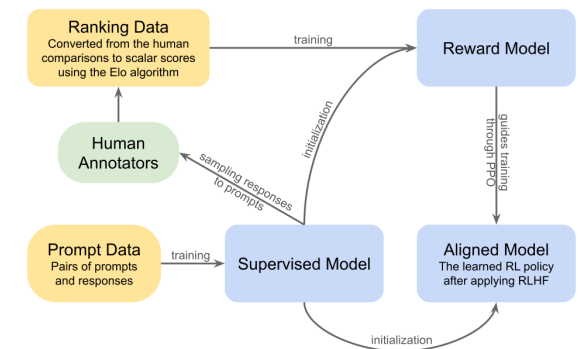 Ranking Data
Converted from the human
comparisons to scalar scores
using the Elo algorithm
training
Reward Model
initialization
guides training
through PPO
Human
Annotators
sampling responses
to prompts
Prompt Data
Pairs of prompts
and responses
training
Supervised Model
Aligned Model
The learned RL policy
after applying RLHF
initialization